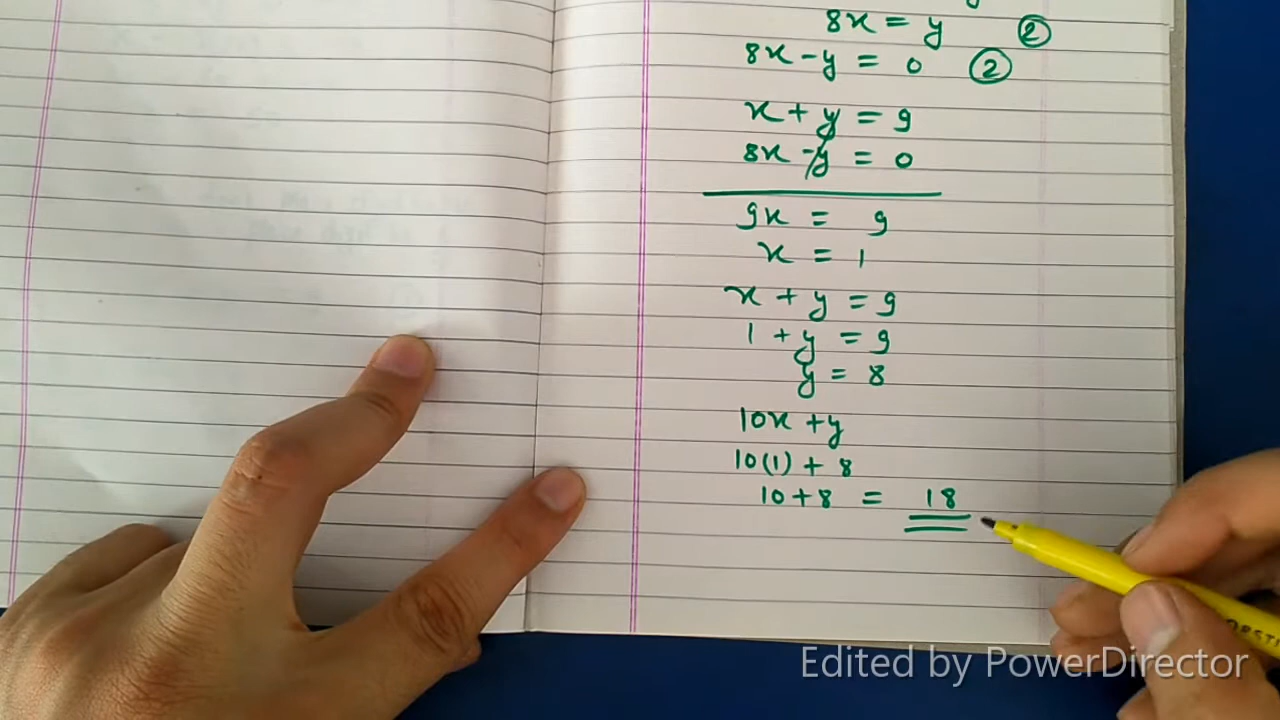 8x = y ②
8x - y = 0 ②
x + y = 9
8x - y = 0
9x = 9
x = 1
x + y = 9
1 + y = 9
y = 8
10x + y
10(1) + 8
10 + 8 = 18
Edited by PowerDirector